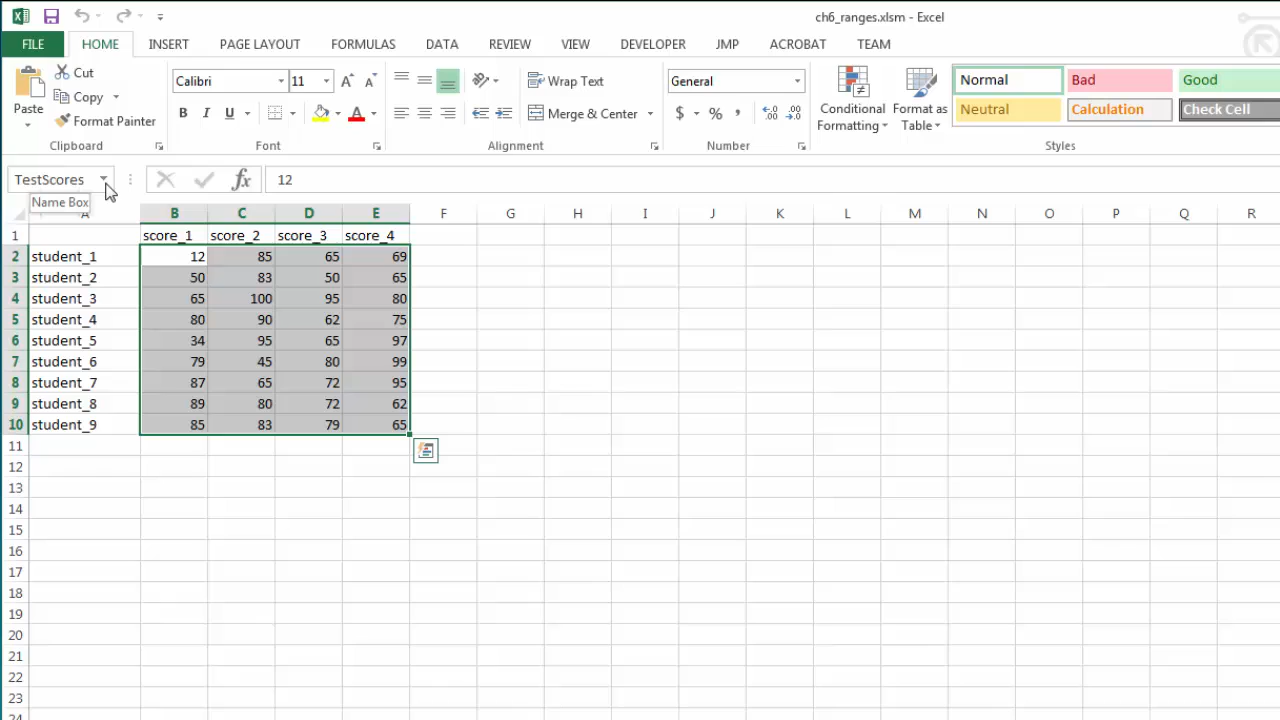 ch6_ranges.xlsm - Excel
FILE HOME INSERT PAGE LAYOUT FORMULAS DATA REVIEW VIEW DEVELOPER JMP ACROBAT TEAM
Paste
Cut
Copy
Format Painter
Clipboard
Calibri 11
B I U A
Font
Wrap Text
Merge & Center
Alignment
General
$ % ,
Number
Conditional
Formatting
Format as
Table
Normal Bad Good
Neutral Calculation Check Cell
Styles
TestScores fx 12
Name Box
A B C D E F G H I J K L M N O P Q R
1 score_1 score_2 score_3 score_4
2 student_1 12 85 65 69
3 student_2 50 83 50 65
4 student_3 65 100 95 80
5 student_4 80 90 62 75
6 student_5 34 95 65 97
7 student_6 79 45 80 99
8 student_7 87 65 72 95
9 student_8 89 80 72 62
10 student_9 85 83 79 65
11
12
13
14
15
16
17
18
19
20
21
22
23
24